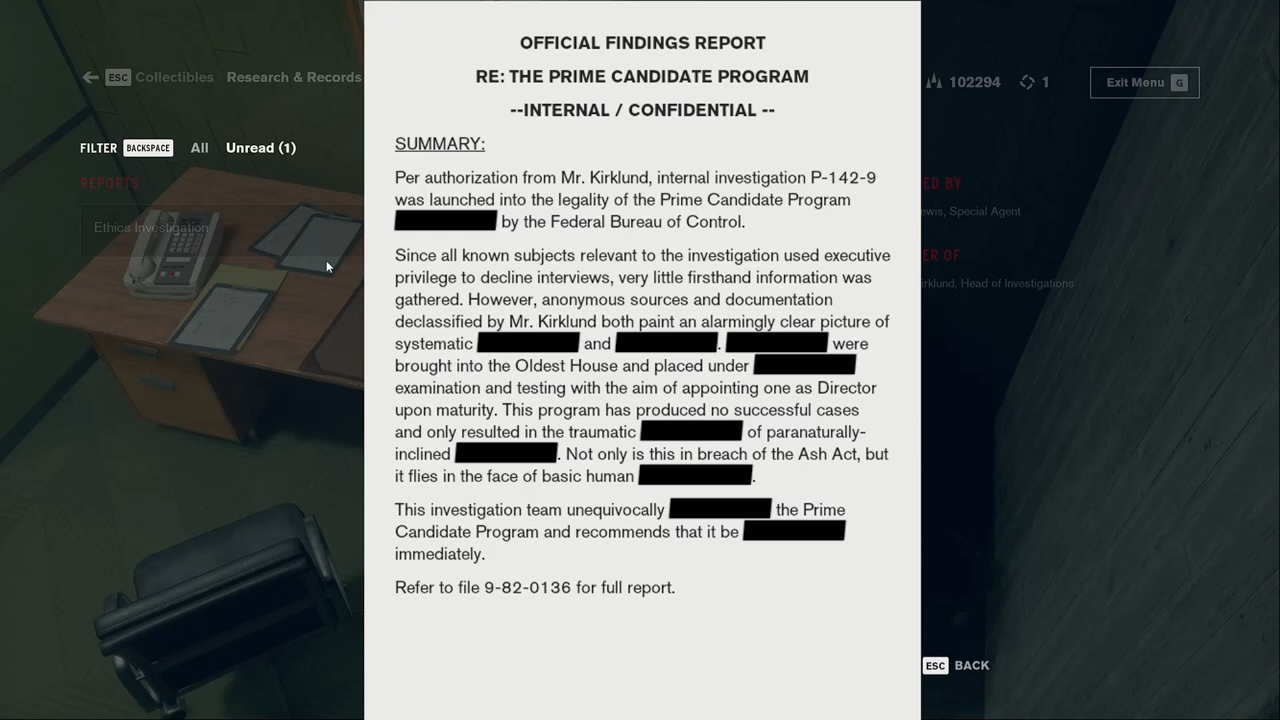 OFFICIAL FINDINGS REPORT
RE: THE PRIME CANDIDATE PROGRAM
--INTERNAL / CONFIDENTIAL --
ESC Collectibles Research & Records
102294 1 Exit Menu G
FILTER BACKSPACE All Unread (1)
REPORTS
Ethics Investigation
SUMMARY:
Per authorization from Mr. Kirklund, internal investigation P-142-9
was launched into the legality of the Prime Candidate Program
by the Federal Bureau of Control.
Since all known subjects relevant to the investigation used executive
privilege to decline interviews, very little firsthand information was
gathered. However, anonymous sources and documentation
declassified by Mr. Kirklund both paint an alarmingly clear picture of
systematic and . were
brought into the Oldest House and placed under
examination and testing with the aim of appointing one as Director
upon maturity. This program has produced no successful cases
and only resulted in the traumatic of paranaturally-
inclined . Not only is this in breach of the Ash Act, but
it flies in the face of basic human .
This investigation team unequivocally the Prime
Candidate Program and recommends that it be
immediately.
Refer to file 9-82-0136 for full report.
ED BY
ewis, Special Agent
ER OF
irklund, Head of Investigations
ESC BACK